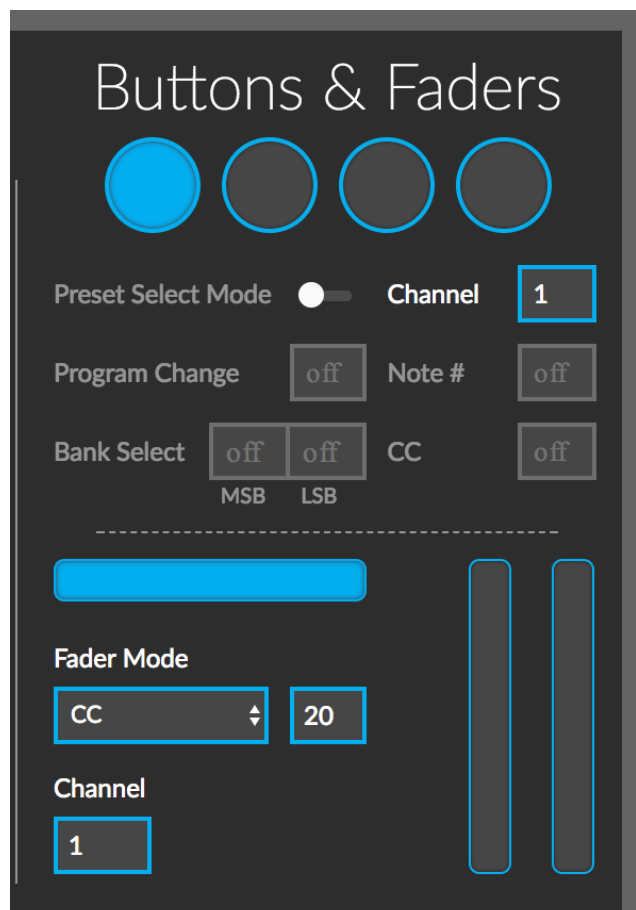 Buttons & Faders
Preset Select Mode
Channel 1
Program Change off
Note # off
Bank Select off off
CC off
MSB LSB
Fader Mode
CC 20
Channel
1